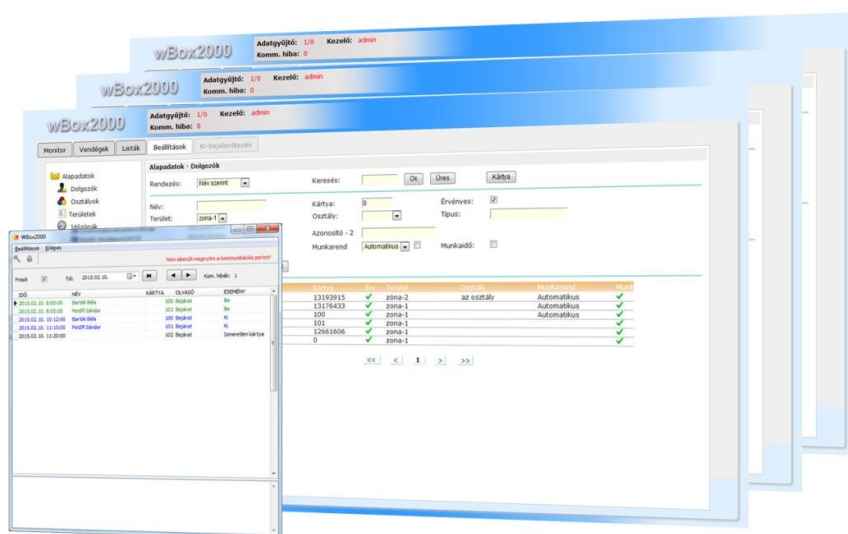 wBox2000
Adatgyűjtő: 1/0 Kezelő: admin
Komm. hiba: 0
wBox2000
Adatgyűjtő: 1/0 Kezelő: admin
Komm. hiba: 0
wBox2000
Adatgyűjtő: 1/0 Kezelő: admin
Komm. hiba: 0
Monitor Vendégek Listák Beállítások Ki-bejelentkezés
Alapadatok
Dolgozók
Osztályok
Területek
Időzónák
Alapadatok - Dolgozók
Rendezés: Név szerint Keresés: Ok Üres Kártya
Név: Kártya: 0 Érvényes:
Terület: zona-1 Osztály: Típus:
Azonosító - 2
Munkarend Automatikus Munkaidő:
Kártya Érv. Terület Osztály Munkarend
13193915 zóna-2 az osztály Automatikus
13176433 zona-1 Automatikus
100 zona-1 Automatikus
101 zona-1
12661606 zona-1
0 zona-1
<< < 1 > >>
WBox2000
Beállítások Kilépés
Nem sikerült megnyitni a kommunikációs portot!
Frissít Tól: 2015.02.10. Kom. hibák: 1
IDŐ NÉV KÁRTYA OLVASÓ ESEMÉNY
2015.02.10. 8:00:00 Bartók Béla 100 Bejárat Be
2015.02.10. 8:05:00 Petőfi Sándor 101 Bejárat Be
2015.02.10. 10:12:00 Bartók Béla 100 Bejárat Ki
2015.02.10. 11:15:00 Petőfi Sándor 101 Bejárat Ki
2015.02.10. 11:20:00 102 Bejárat Ismeretlen kártya